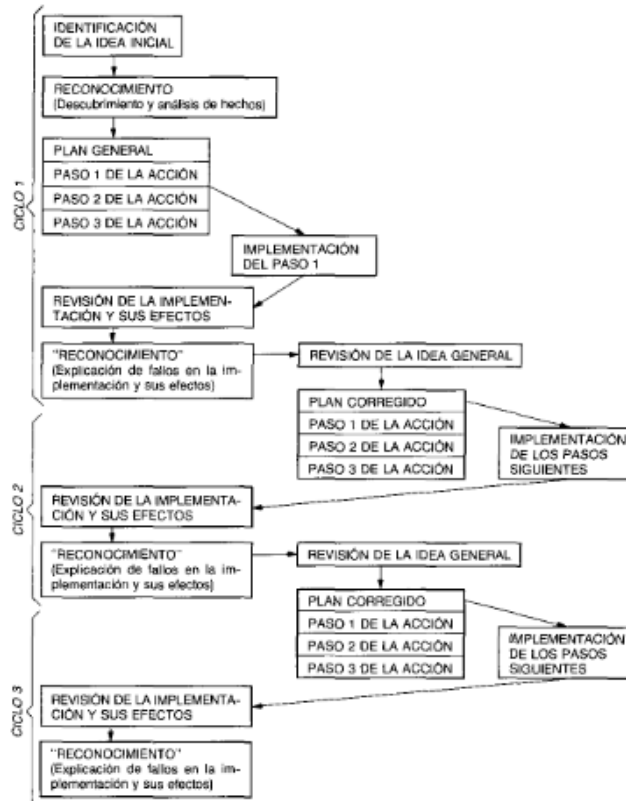 IDENTIFICACIÓN
DE LA IDEA INICIAL
RECONOCIMIENTO
(Descubrimiento y análisis de hechos)
PLAN GENERAL
PASO 1 DE LA ACCIÓN
PASO 2 DE LA ACCIÓN
PASO 3 DE LA ACCIÓN
CICLO 1
IMPLEMENTACIÓN
DEL PASO 1
REVISIÓN DE LA IMPLEMEN-
TACIÓN Y SUS EFECTOS
"RECONOCIMIENTO"
(Explicación de fallos en la im-
plementación y sus efectos)
REVISIÓN DE LA IDEA GENERAL
PLAN CORREGIDO
PASO 1 DE LA ACCIÓN
PASO 2 DE LA ACCIÓN
PASO 3 DE LA ACCIÓN
IMPLEMENTACIÓN
DE LOS PASOS
SIGUIENTES
CICLO 2
REVISIÓN DE LA IMPLEMENTA-
CIÓN Y SUS EFECTOS
"RECONOCIMIENTO"
(Explicación de fallos en la im-
plementación y sus efectos)
REVISIÓN DE LA IDEA GENERAL
PLAN CORREGIDO
PASO 1 DE LA ACCIÓN
PASO 2 DE LA ACCIÓN
PASO 3 DE LA ACCIÓN
IMPLEMENTACIÓN
DE LOS PASOS
SIGUIENTES
CICLO 3
REVISIÓN DE LA IMPLEMENTA-
CIÓN Y SUS EFECTOS
"RECONOCIMIENTO"
(Explicación de fallos en la im-
plementación y sus efectos)